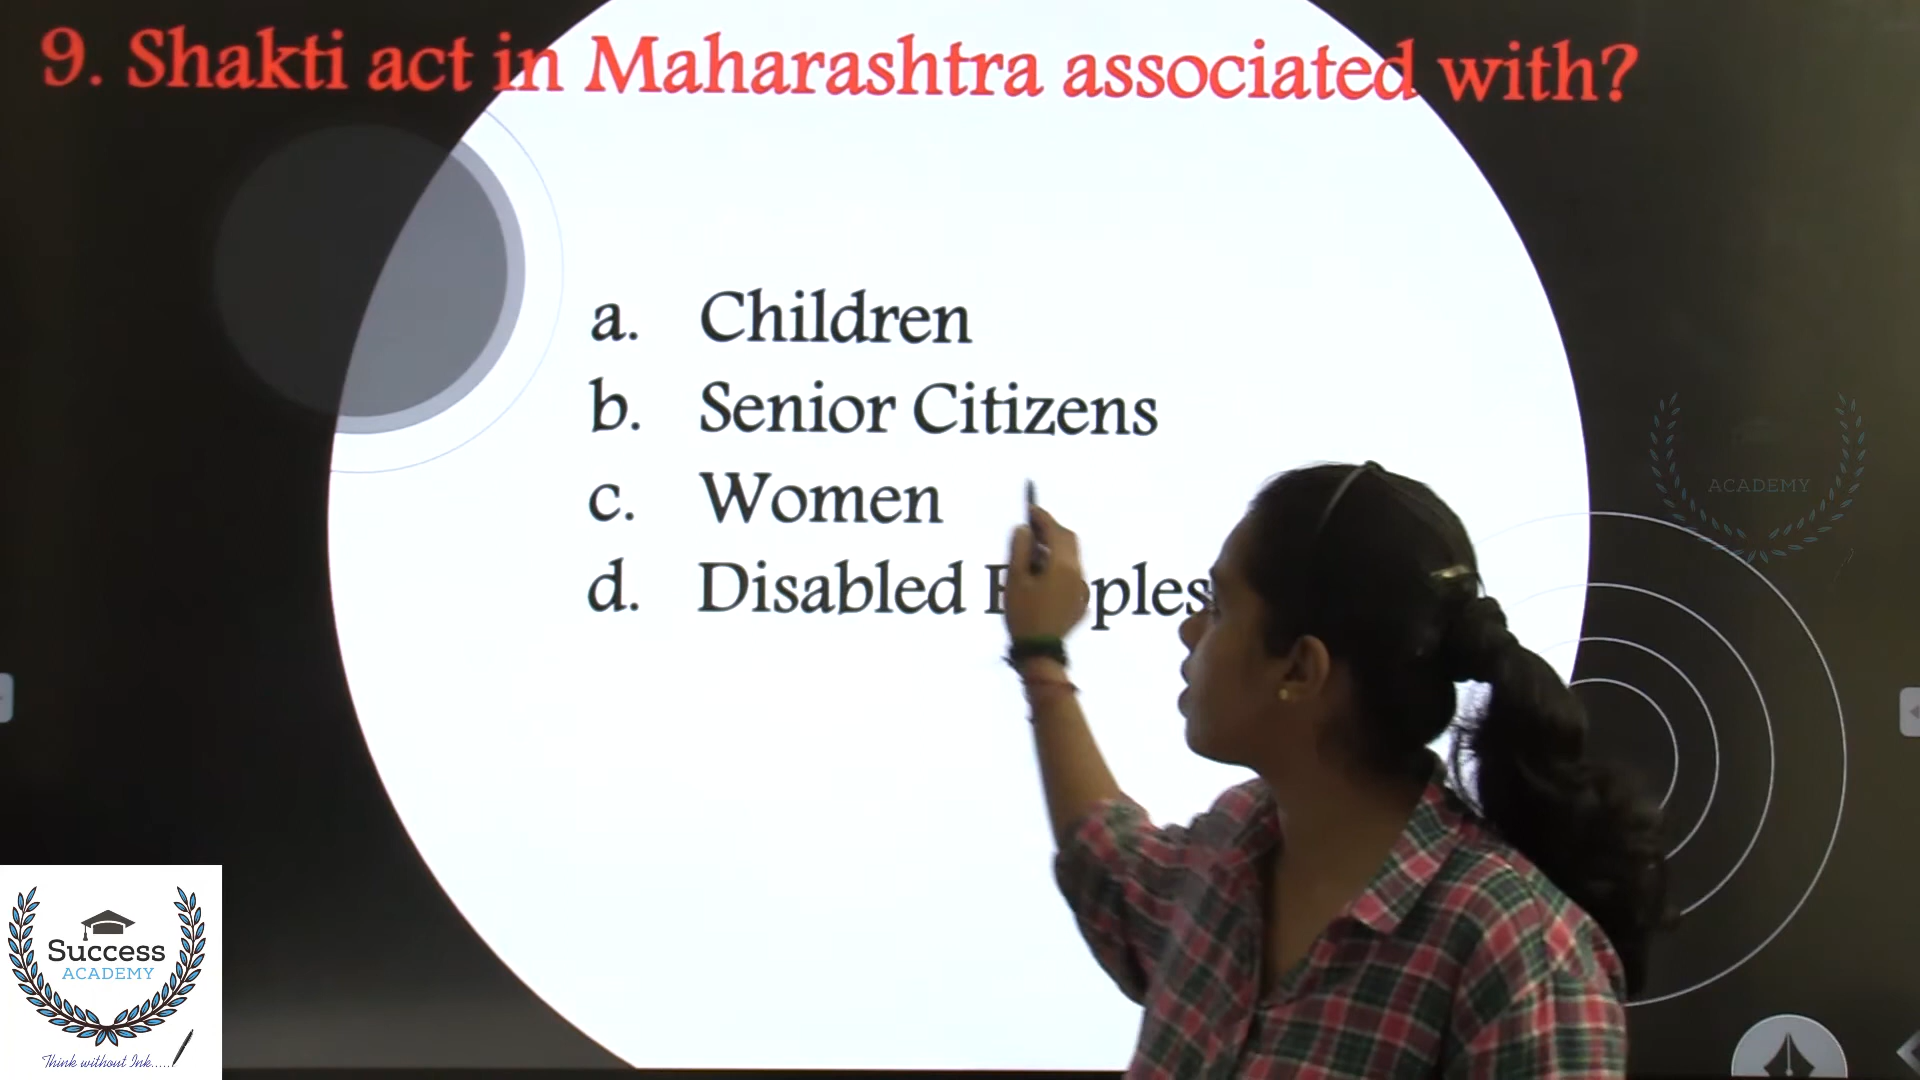 9. Shakti act in Maharashtra associated with?
a. Children
b. Senior Citizens
c. Women
d. Disabled
ACADEMY
Success
ACADEMY
Think without Ink.....